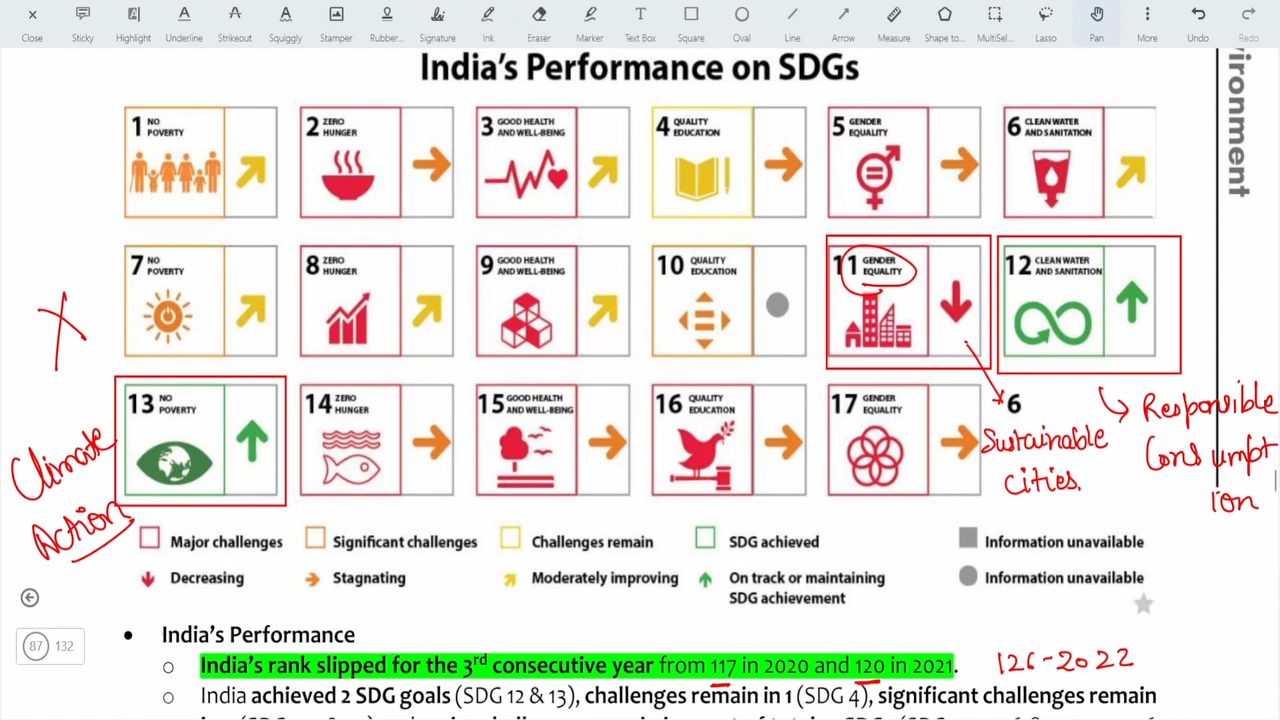 Close Sticky Highlight Underline Strikeout Squiggly Stamper Rubber... Signature Ink Eraser Marker Text Box Square Oval Line Arrow Measure Shape to... MultiSel... Lasso Pan More Undo Redo
India's Performance on SDGs
ironment
1 NO POVERTY
2 ZERO HUNGER
3 GOOD HEALTH AND WELL-BEING
4 QUALITY EDUCATION
5 GENDER EQUALITY
6 CLEAN WATER AND SANITATION
7 NO POVERTY
8 ZERO HUNGER
9 GOOD HEALTH AND WELL-BEING
10 QUALITY EDUCATION
11 GENDER EQUALITY
12 CLEAN WATER AND SANITATION
X
13 NO POVERTY
14 ZERO HUNGER
15 GOOD HEALTH AND WELL-BEING
16 QUALITY EDUCATION
17 GENDER EQUALITY
6
Climate
Action
Sustainable
cities.
Responsible
Consumpt
ion
Major challenges Significant challenges Challenges remain SDG achieved Information unavailable
Decreasing Stagnating Moderately improving On track or maintaining Information unavailable
SDG achievement
87 132
• India's Performance
o India's rank slipped for the 3rd consecutive year from 117 in 2020 and 120 in 2021.
126-2022
o India achieved 2 SDG goals (SDG 12 & 13), challenges remain in 1 (SDG 4), significant challenges remain